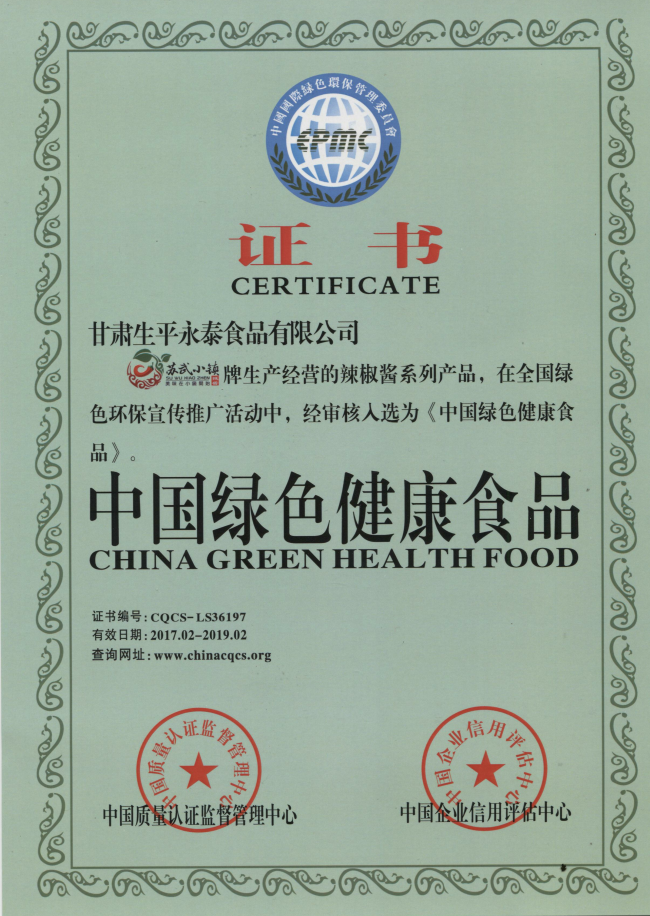 中國國際緑色環保管理委員會
EPMC
证书
CERTIFICATE
甘肃生平永泰食品有限公司
苏武小镇
SU WU XIAO ZHEN
牌生产经营的辣椒酱系列产品，在全国绿
色环保宣传推广活动中，经审核入选为《中国绿色健康食
品》。
中国绿色健康食品
CHINA GREEN HEALTH FOOD
证书编号：CQCS-LS36197
有效日期：2017.02-2019.02
查询网址：www.chinacqcs.org
中国质量认证监督管理中心
中国企业信用评估中心
中国质量认证监督管理中心
中国企业信用评估中心